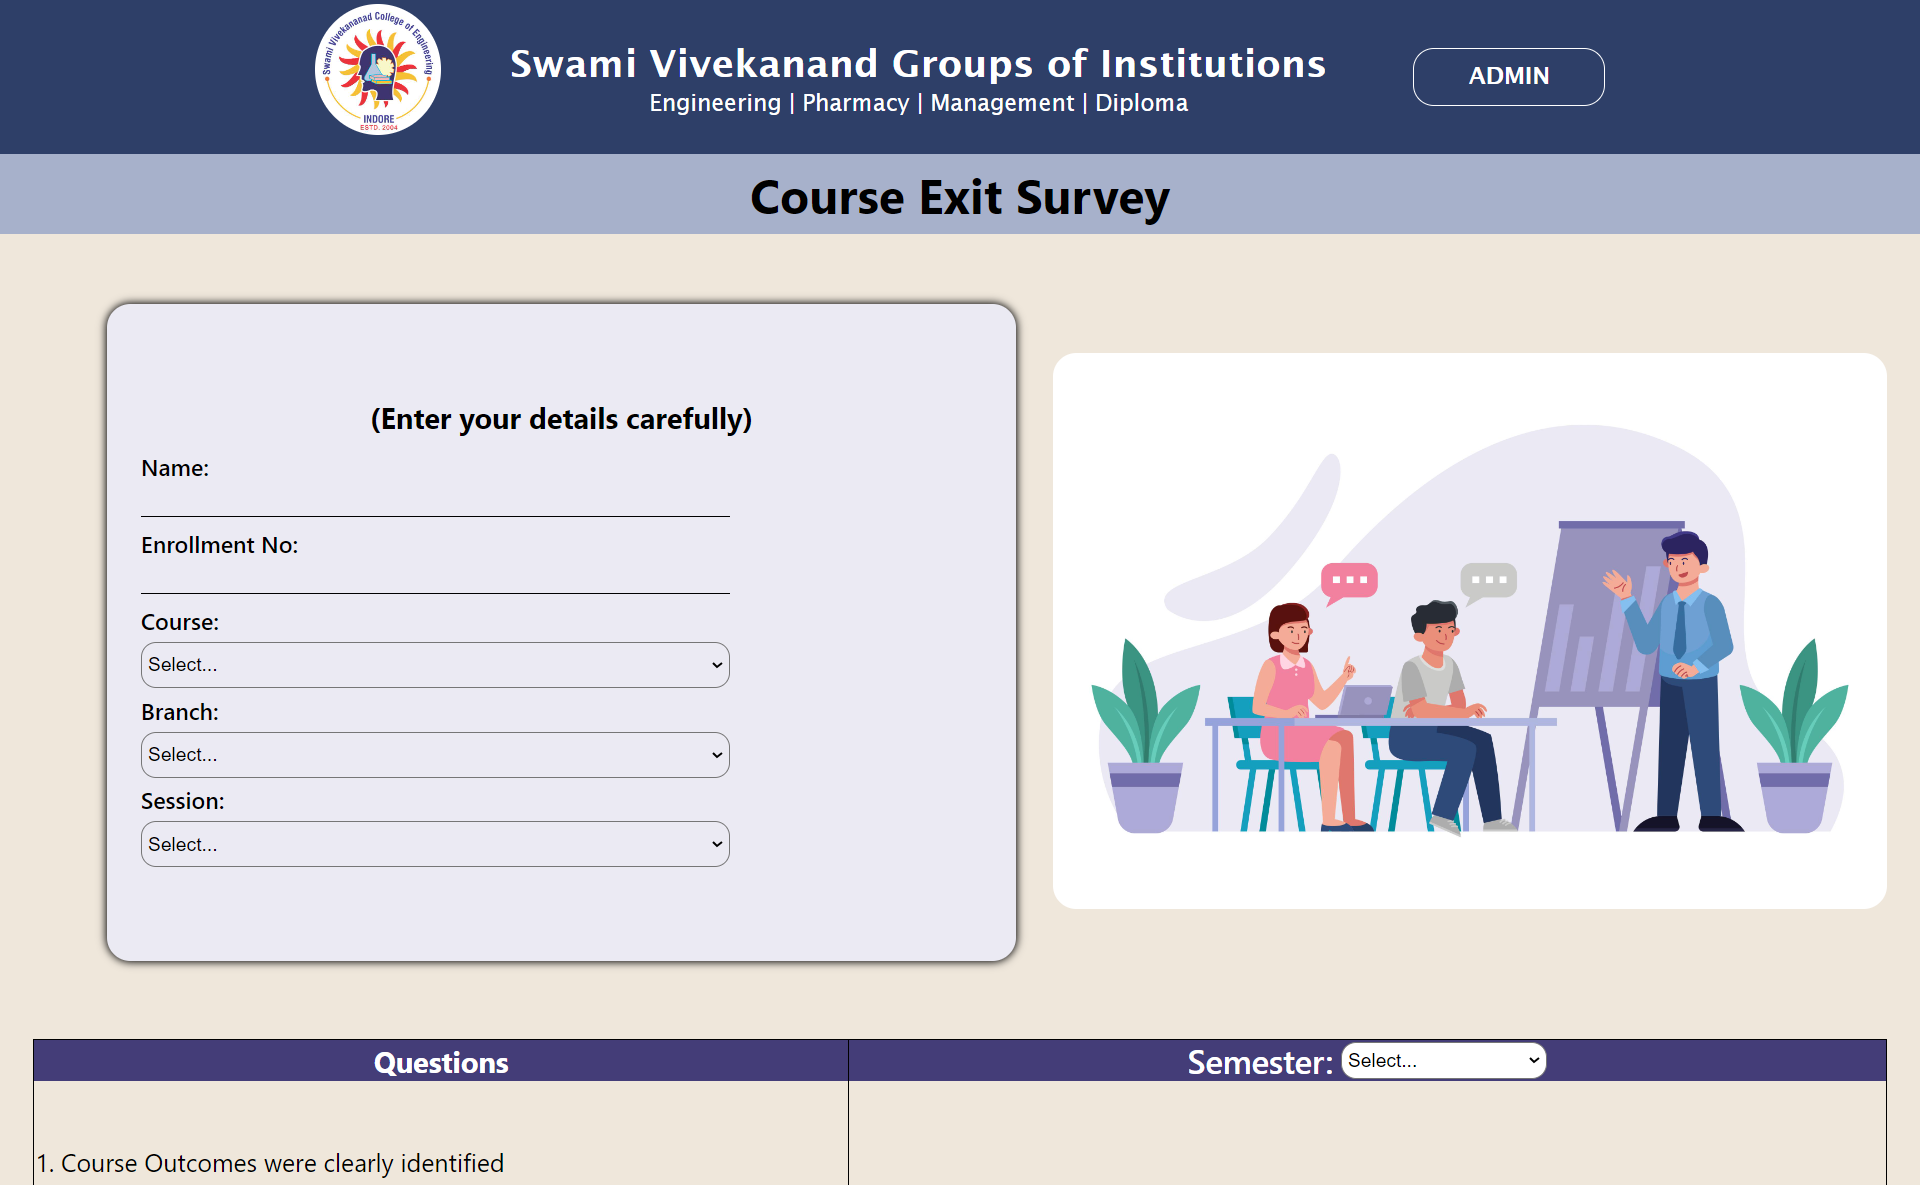 Swami Vivekananad College of Engineering
INDORE
ESTD. 2004
Swami Vivekanand Groups of Institutions
Engineering | Pharmacy | Management | Diploma
ADMIN
Course Exit Survey
(Enter your details carefully)
Name:
Enrollment No:
Course:
Select...
Branch:
Select...
Session:
Select...
Questions
Semester: Select...
1. Course Outcomes were clearly identified